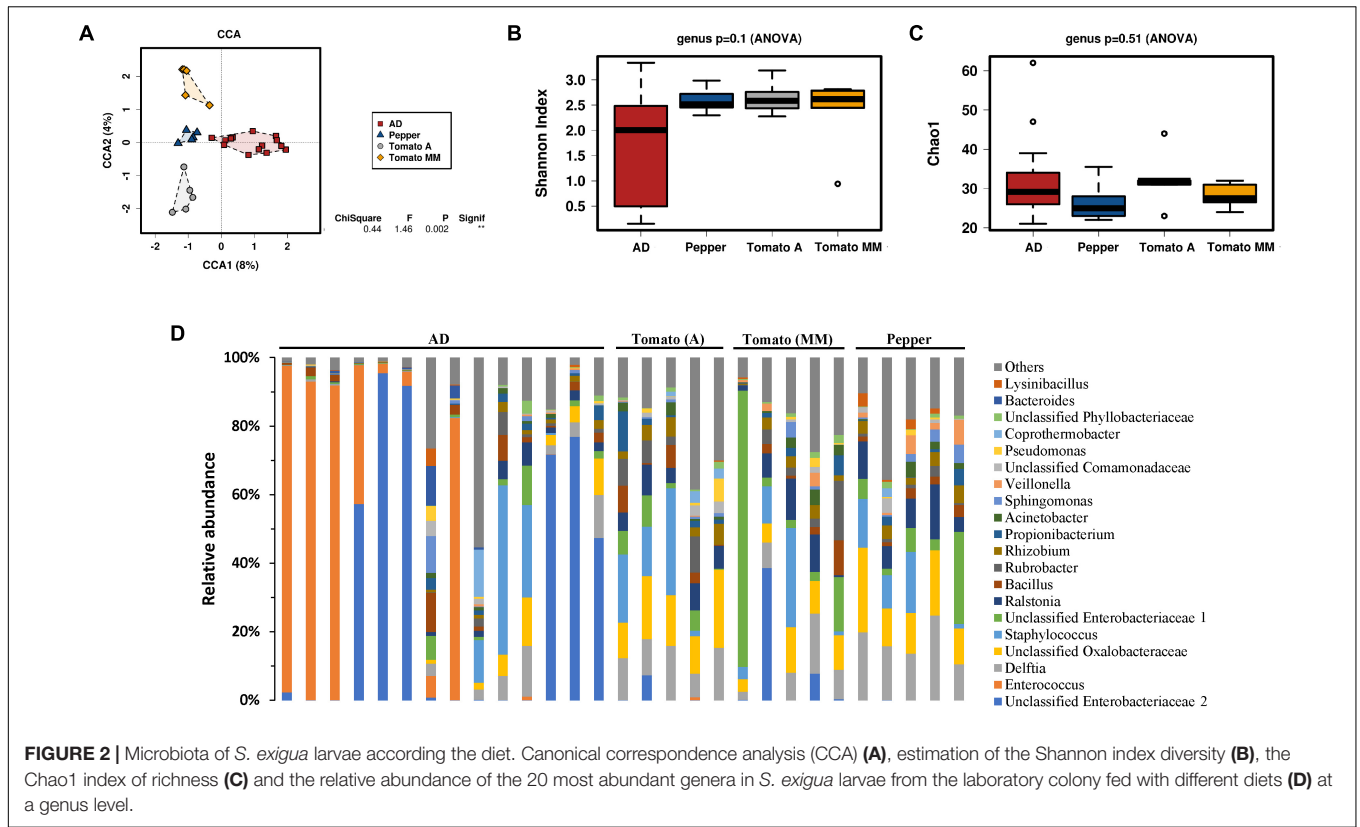 A
CCA
CCA2 (4%)
2
1
0
-1
-2
-2 -1 0 1 2
CCA1 (8%)
AD
Pepper
Tomato A
Tomato MM
ChiSquare F P Signif
0.44 1.46 0.002 **
B
genus p=0.1 (ANOVA)
Shannon Index
3.0
2.5
2.0
1.5
1.0
0.5
AD Pepper Tomato A Tomato MM
C
genus p=0.51 (ANOVA)
Chao1
60
50
40
30
20
AD Pepper Tomato A Tomato MM
D
AD Tomato (A) Tomato (MM) Pepper
Relative abundance
100%
80%
60%
40%
20%
0%
Others
Lysinibacillus
Bacteroides
Unclassified Phyllobacteriaceae
Coprothermobacter
Pseudomonas
Unclassified Comamonadaceae
Veillonella
Sphingomonas
Acinetobacter
Propionibacterium
Rhizobium
Rubrobacter
Bacillus
Ralstonia
Unclassified Enterobacteriaceae 1
Staphylococcus
Unclassified Oxalobacteraceae
Delftia
Enterococcus
Unclassified Enterobacteriaceae 2
FIGURE 2 | Microbiota of S. exigua larvae according the diet. Canonical correspondence analysis (CCA) (A), estimation of the Shannon index diversity (B), the
Chao1 index of richness (C) and the relative abundance of the 20 most abundant genera in S. exigua larvae from the laboratory colony fed with different diets (D) at
a genus level.